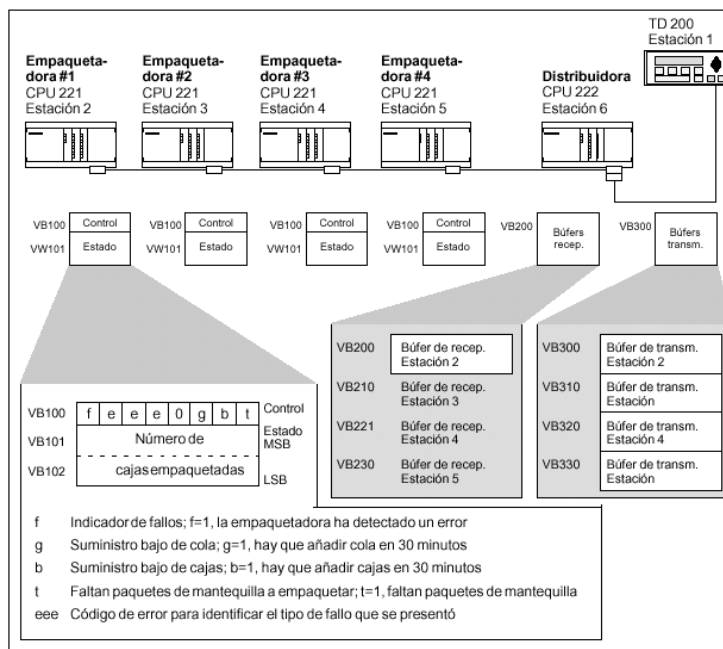 TD 200
Estación 1
Empaqueta-
dora #1
CPU 221
Estación 2
Empaqueta-
dora #2
CPU 221
Estación 3
Empaqueta-
dora #3
CPU 221
Estación 4
Empaqueta-
dora #4
CPU 221
Estación 5
Distribuidora
CPU 222
Estación 6
VB100 Control
VW101 Estado
VB100 Control
VW101 Estado
VB100 Control
VW101 Estado
VB100 Control
VW101 Estado
VB200 Búfers
recep.
VB300 Búfers
transm.
VB200 Búfer de recep.
Estación 2
VB210 Búfer de recep.
Estación 3
VB221 Búfer de recep.
Estación 4
VB230 Búfer de recep.
Estación 5
VB300 Búfer de transm.
Estación 2
VB310 Búfer de transm.
Estación
VB320 Búfer de transm.
Estación 4
VB330 Búfer de transm.
Estación
VB100 f e e e 0 g b t Control
VB101 Número de Estado
MSB
VB102 cajas empaquetadas LSB
f Indicador de fallos; f=1, la empaquetadora ha detectado un error
g Suministro bajo de cola; g=1, hay que añadir cola en 30 minutos
b Suministro bajo de cajas; b=1, hay que añadir cajas en 30 minutos
t Faltan paquetes de mantequilla a empaquetar; t=1, faltan paquetes de mantequilla
eee Código de error para identificar el tipo de fallo que se presentó